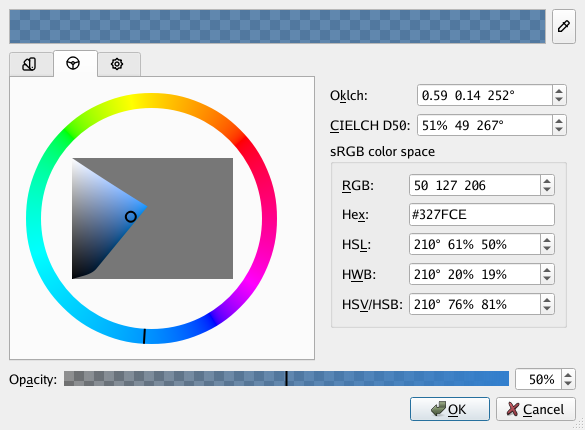 Oklch: 0.59 0.14 252°
CIELCH D50: 51% 49 267°
sRGB color space
RGB: 50 127 206
Hex: #327FCE
HSL: 210° 61% 50%
HWB: 210° 20% 19%
HSV/HSB: 210° 76% 81%
Opacity: 50%
OK Cancel